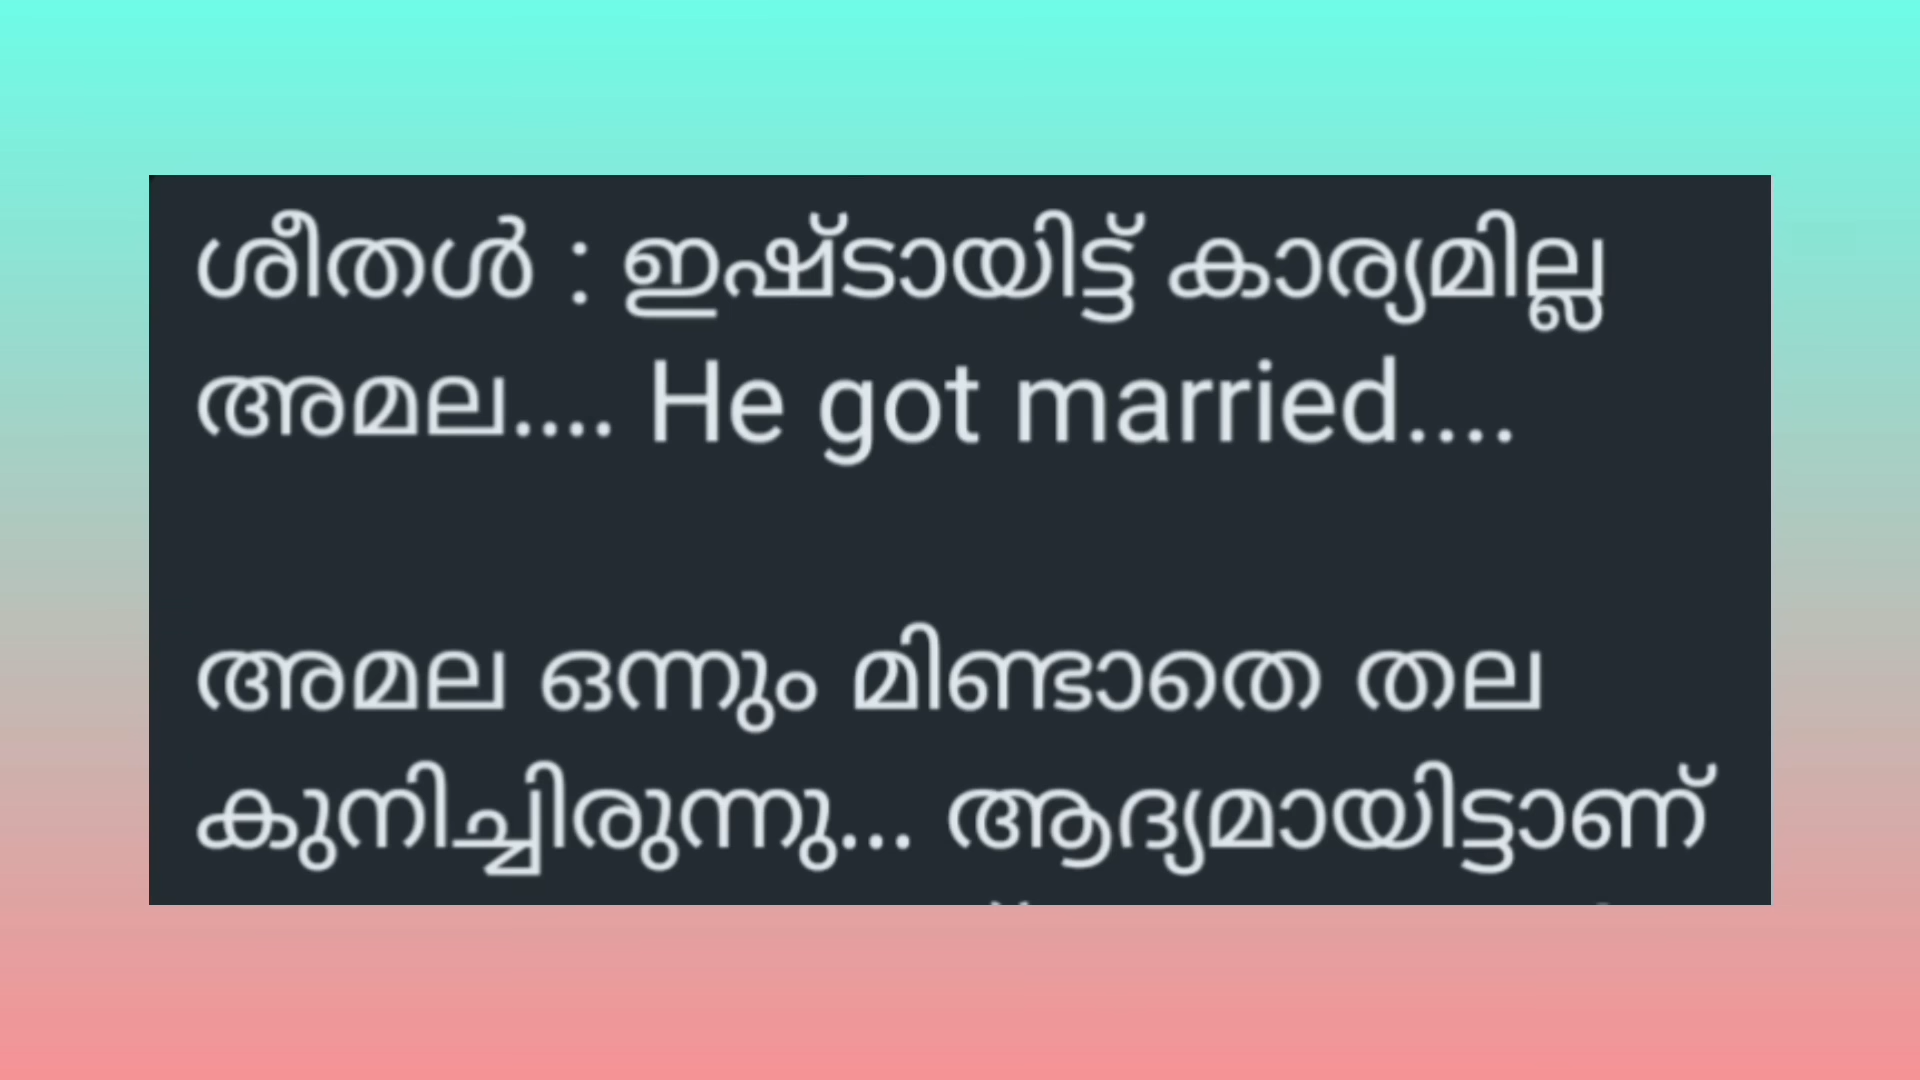 ശീതൾ : ഇഷ്ടായിട്ട് കാര്യമില്ല
അമല.... He got married....
അമല ഒന്നും മിണ്ടാതെ തല
കുനിച്ചിരുന്നു... ആദ്യമായിട്ടാണ്